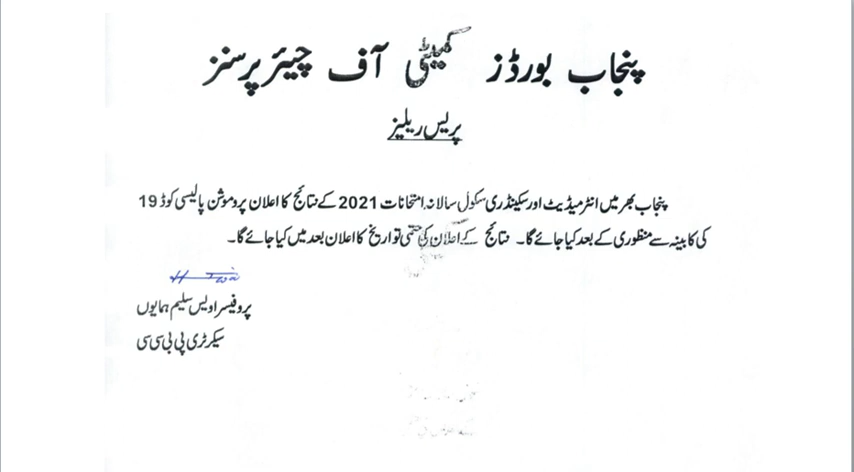 پنجاب بورڈز کمیٹی آف چیئرپرسنز
پریس ریلیز
پنجاب بھر میں انٹرمیڈیٹ اور سکینڈری سکول سالانہ امتحانات 2021 کے نتائج کا اعلان پروموشن پالیسی کوڈ 19
کی کابینہ سے منظوری کے بعد کیا جائے گا۔ نتائج کے اعلان کی حتمی تواریخ کا اعلان بعد میں کیا جائے گا۔
پروفیسر اویس سلیم ہمایوں
سیکرٹری پی بی سی سی